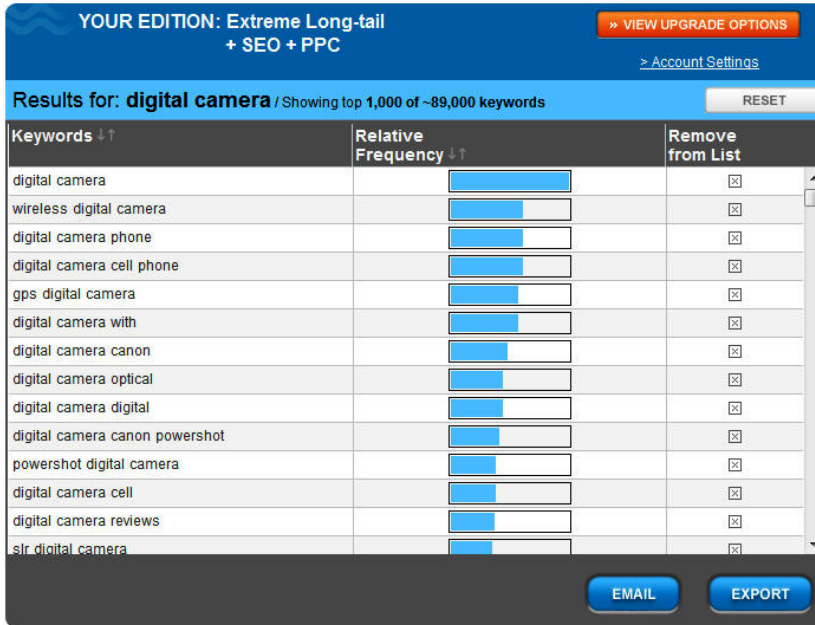 YOUR EDITION: Extreme Long-tail
+ SEO + PPC
» VIEW UPGRADE OPTIONS
> Account Settings
Results for: digital camera / Showing top 1,000 of ~89,000 keywords
RESET
Keywords ↓↑
Relative
Frequency ↓↑
Remove
from List
digital camera
wireless digital camera
digital camera phone
digital camera cell phone
gps digital camera
digital camera with
digital camera canon
digital camera optical
digital camera digital
digital camera canon powershot
powershot digital camera
digital camera cell
digital camera reviews
slr digital camera
EMAIL
EXPORT